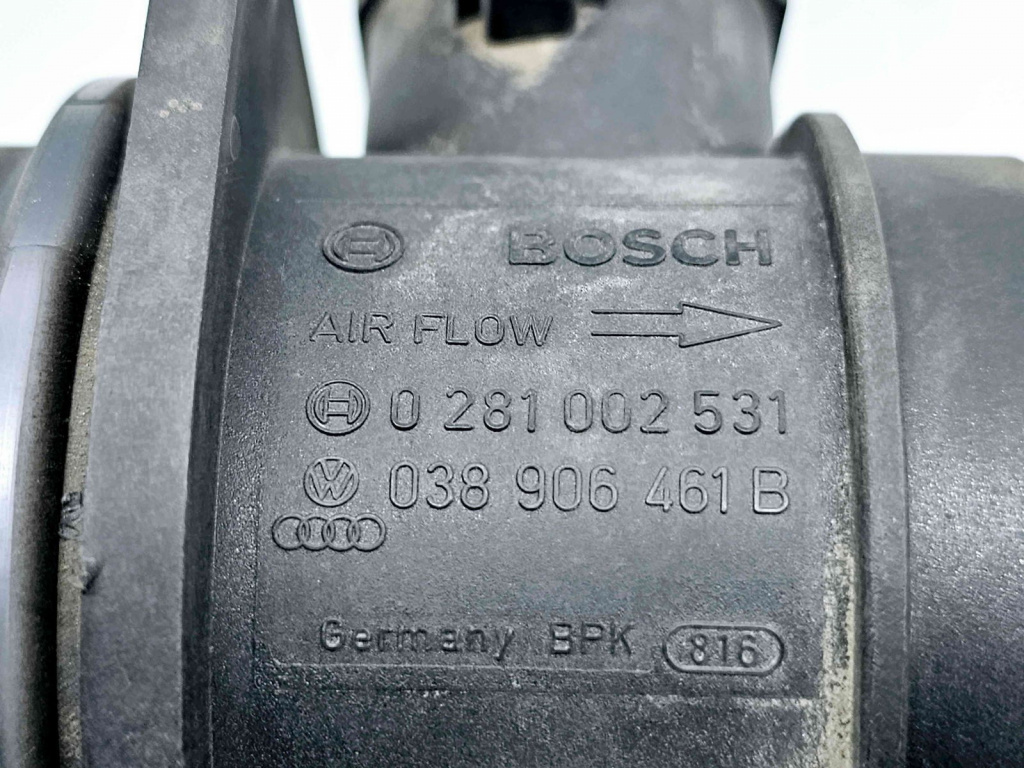 BOSCH
AIR FLOW
0 281 002 531
038 906 461 B
Germany BPK 816